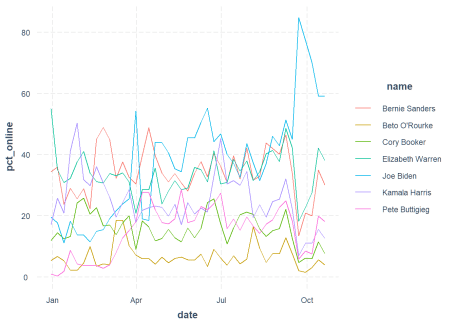 80
60
40
20
0
pct_online
Jan
Apr
Jul
Oct
date
name
Bernie Sanders
Beto O'Rourke
Cory Booker
Elizabeth Warren
Joe Biden
Kamala Harris
Pete Buttigieg